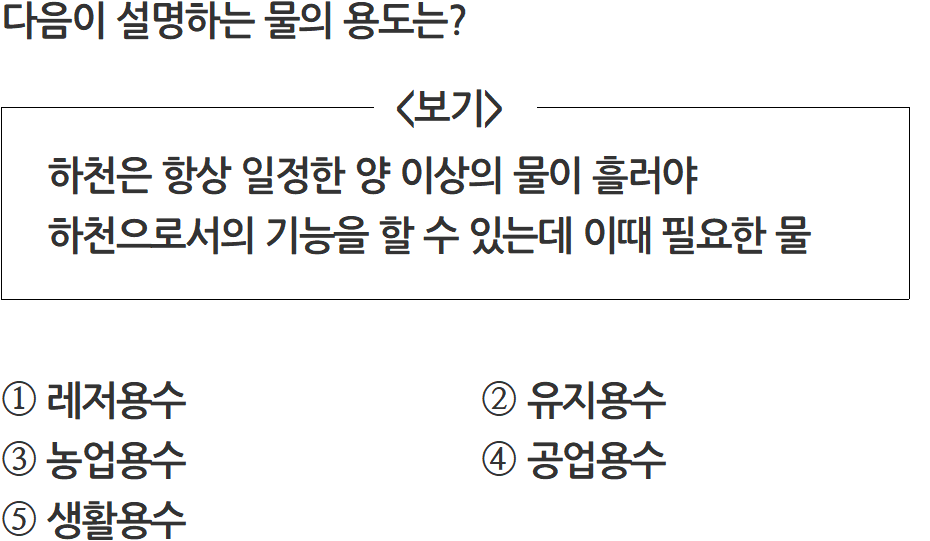 다음이 설명하는 물의 용도는?
<보기>
하천은 항상 일정한 양 이상의 물이 흘러야
하천으로서의 기능을 할 수 있는데 이때 필요한 물
① 레저용수 ② 유지용수
③ 농업용수 ④ 공업용수
⑤ 생활용수